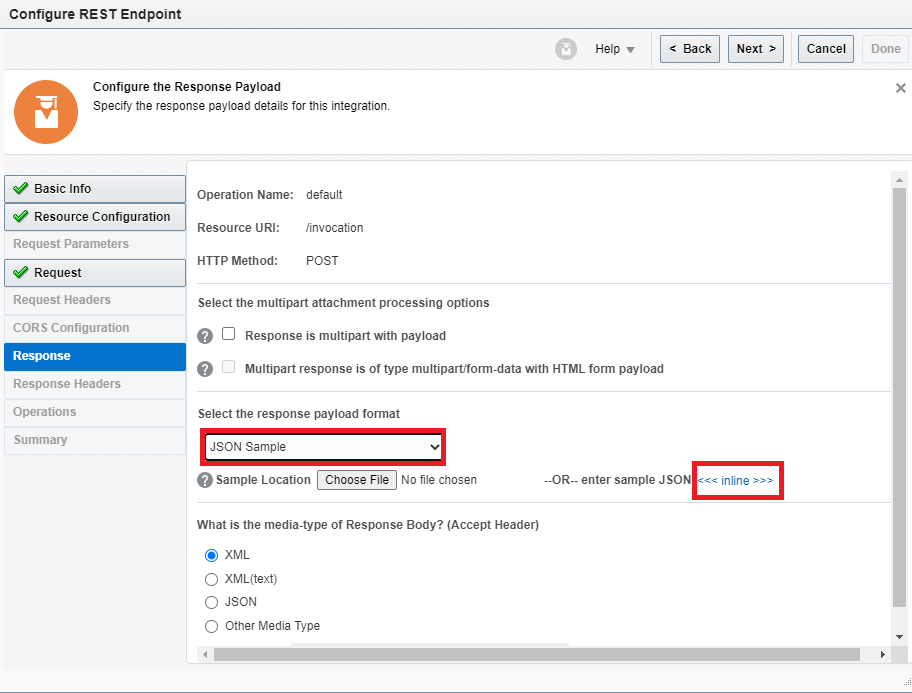 Configure REST Endpoint
Help
< Back
Next >
Cancel
Done
Configure the Response Payload
Specify the response payload details for this integration.
Basic Info
Resource Configuration
Request Parameters
Request
Request Headers
CORS Configuration
Response
Response Headers
Operations
Summary
Operation Name: default
Resource URI: /invocation
HTTP Method: POST
Select the multipart attachment processing options
? Response is multipart with payload
? Multipart response is of type multipart/form-data with HTML form payload
Select the response payload format
JSON Sample
? Sample Location Choose File No file chosen --OR-- enter sample JSON <<< inline >>>
What is the media-type of Response Body? (Accept Header)
XML
XML(text)
JSON
Other Media Type